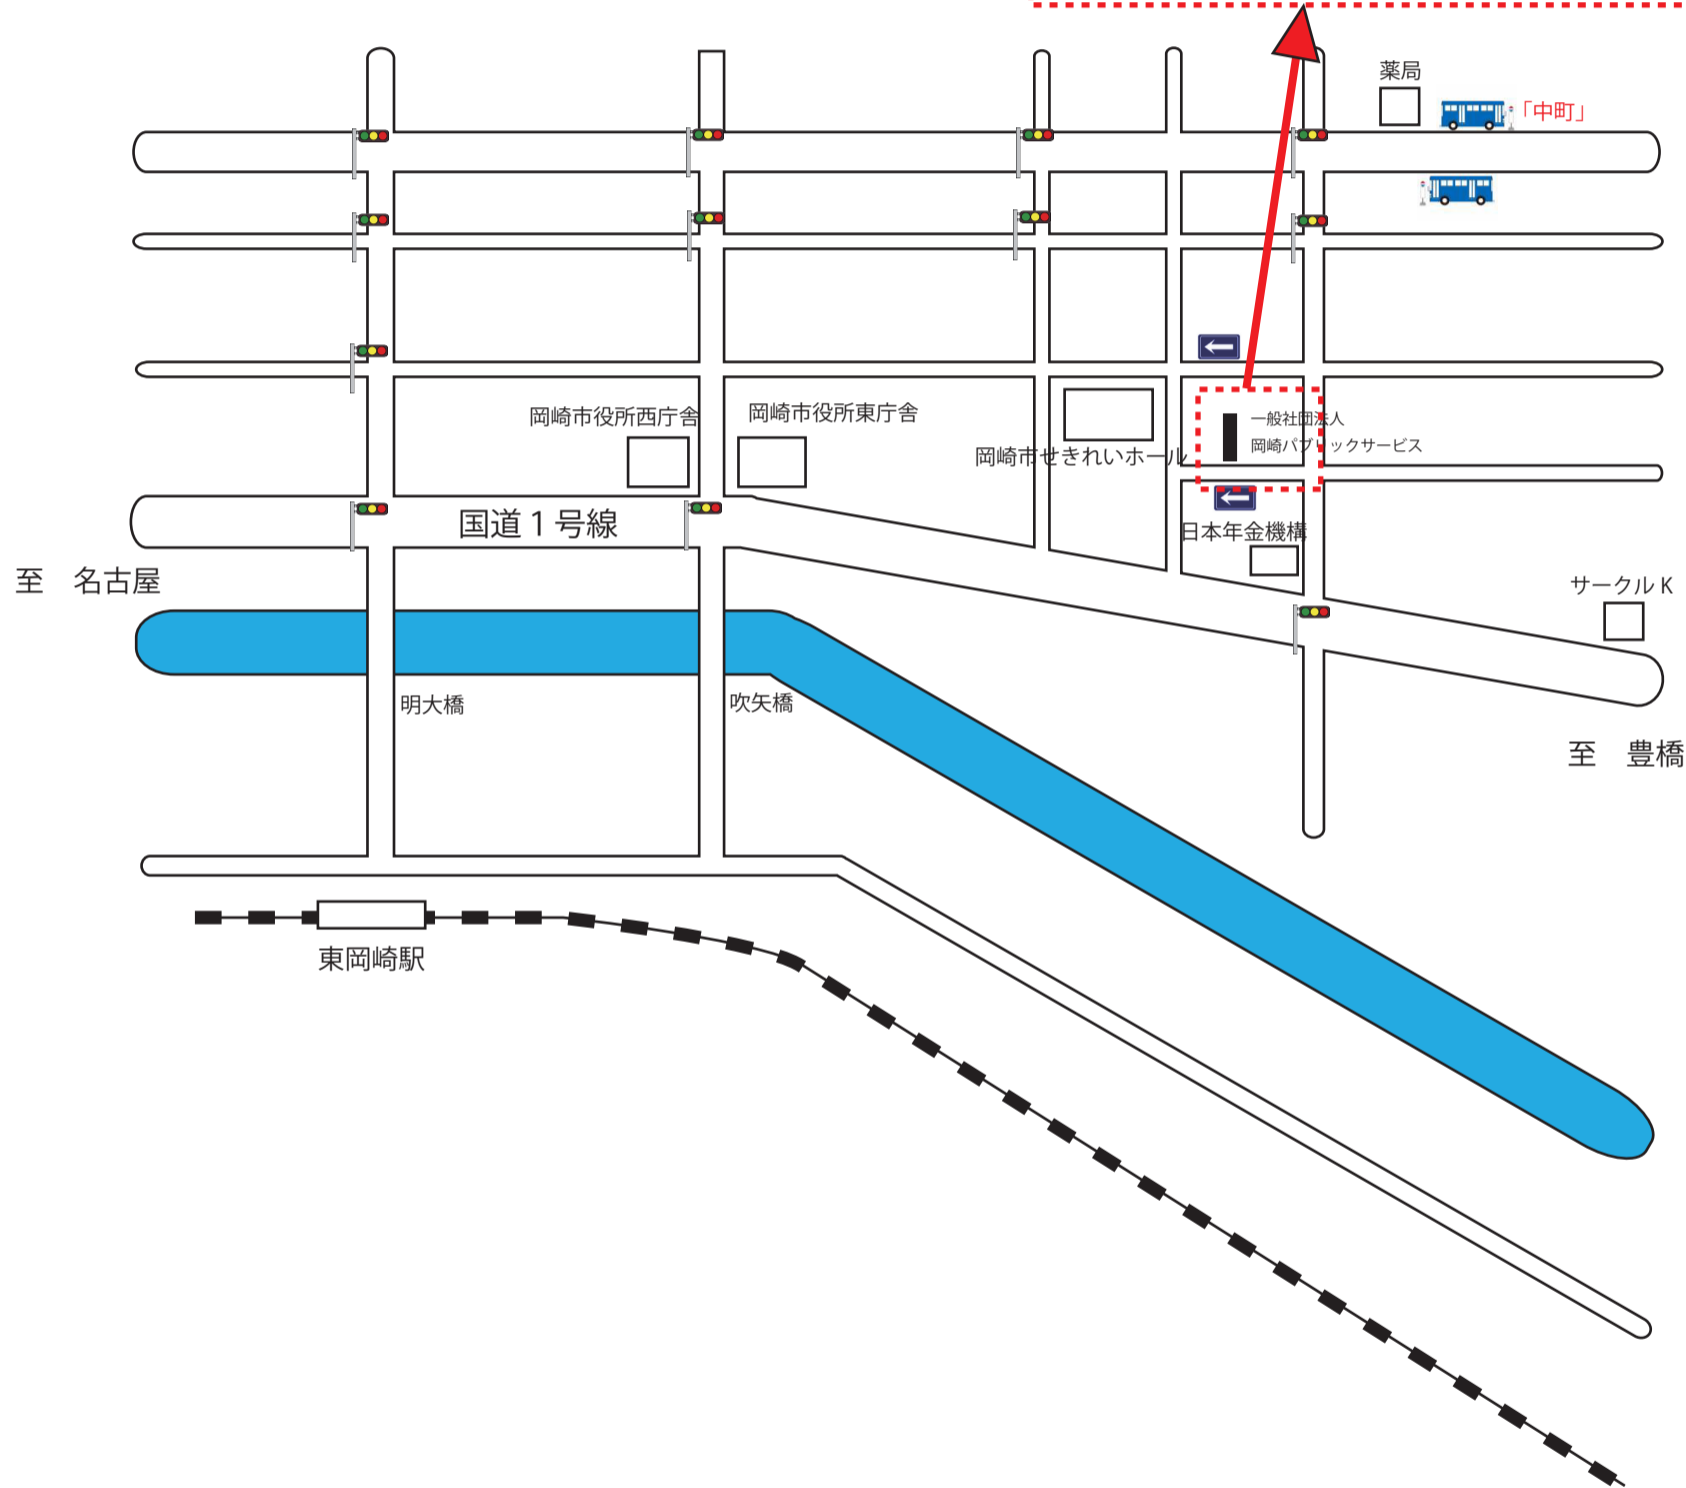 薬局
「中町」
岡崎市役所西庁舎
岡崎市役所東庁舎
一般社団法人
岡崎パブリックサービス
岡崎市せきれいホール
国道1号線
日本年金機構
至 名古屋
サークルK
明大橋
吹矢橋
至 豊橋
東岡崎駅